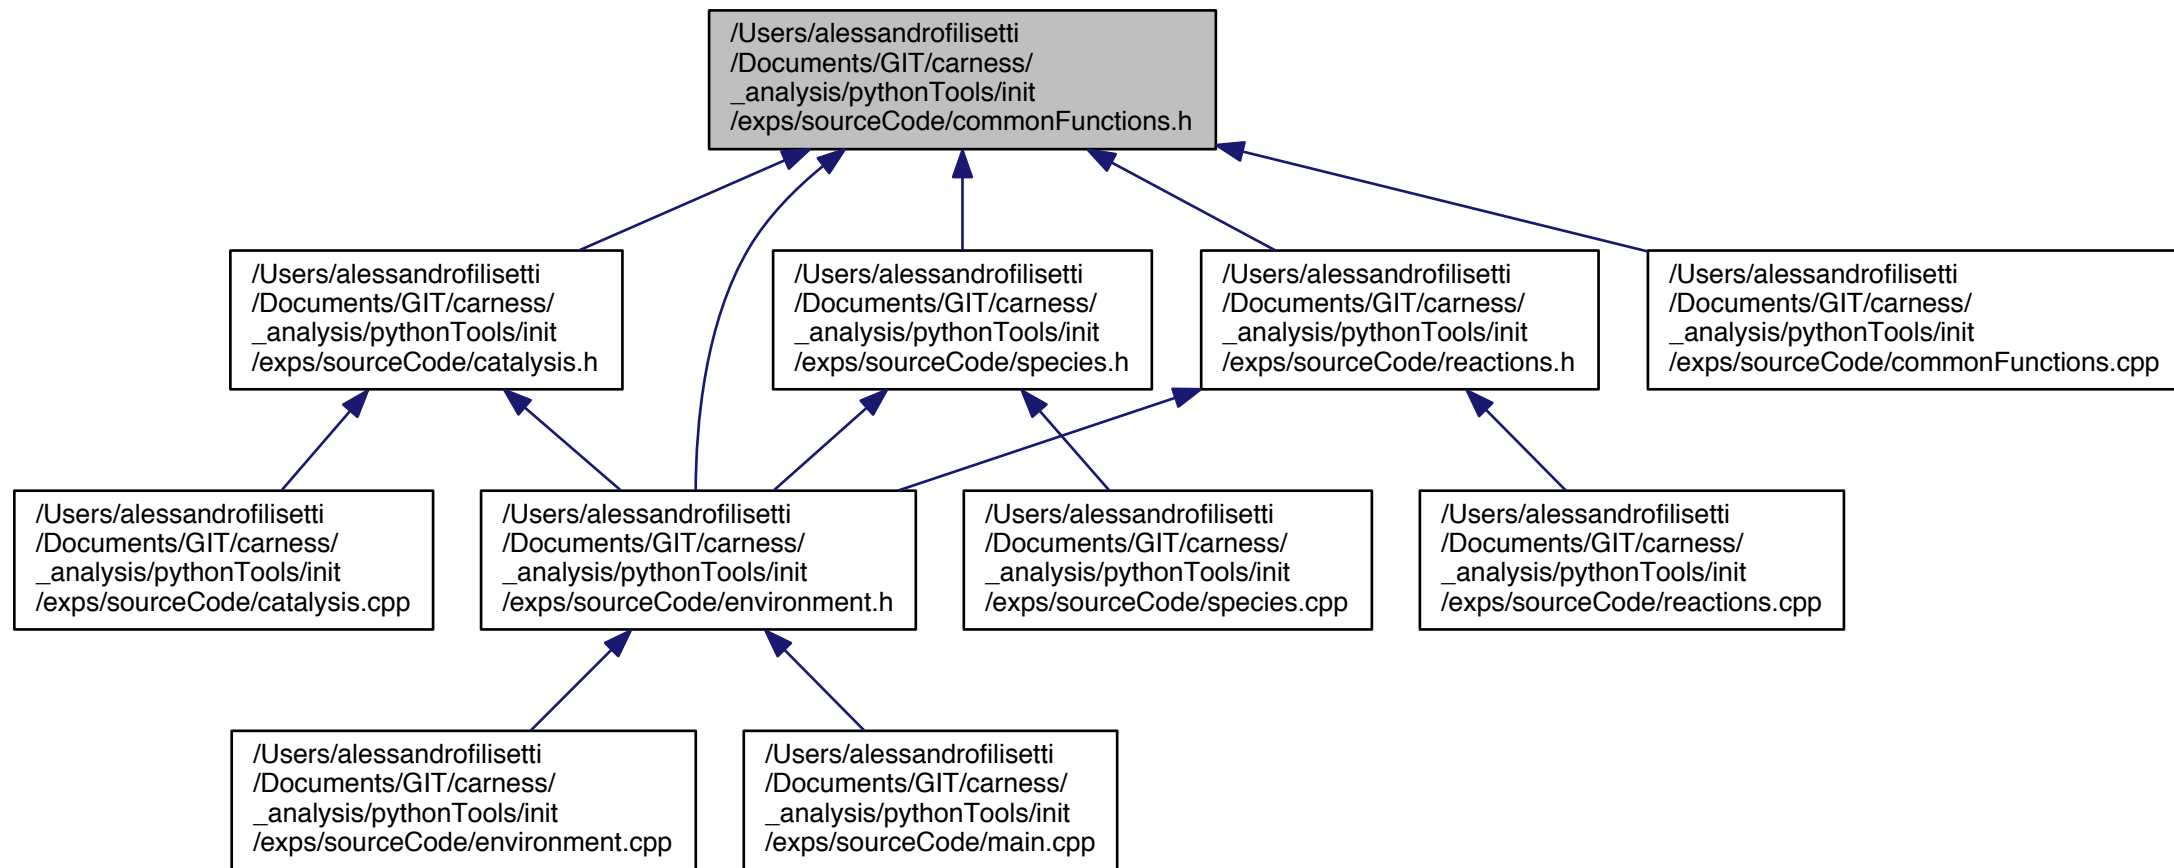 /Users/alessandrofilisetti
/Documents/GIT/carness/
_analysis/pythonTools/init
/exps/sourceCode/commonFunctions.h
/Users/alessandrofilisetti
/Documents/GIT/carness/
_analysis/pythonTools/init
/exps/sourceCode/catalysis.h
/Users/alessandrofilisetti
/Documents/GIT/carness/
_analysis/pythonTools/init
/exps/sourceCode/species.h
/Users/alessandrofilisetti
/Documents/GIT/carness/
_analysis/pythonTools/init
/exps/sourceCode/reactions.h
/Users/alessandrofilisetti
/Documents/GIT/carness/
_analysis/pythonTools/init
/exps/sourceCode/commonFunctions.cpp
/Users/alessandrofilisetti
/Documents/GIT/carness/
_analysis/pythonTools/init
/exps/sourceCode/catalysis.cpp
/Users/alessandrofilisetti
/Documents/GIT/carness/
_analysis/pythonTools/init
/exps/sourceCode/environment.h
/Users/alessandrofilisetti
/Documents/GIT/carness/
_analysis/pythonTools/init
/exps/sourceCode/species.cpp
/Users/alessandrofilisetti
/Documents/GIT/carness/
_analysis/pythonTools/init
/exps/sourceCode/reactions.cpp
/Users/alessandrofilisetti
/Documents/GIT/carness/
_analysis/pythonTools/init
/exps/sourceCode/environment.cpp
/Users/alessandrofilisetti
/Documents/GIT/carness/
_analysis/pythonTools/init
/exps/sourceCode/main.cpp